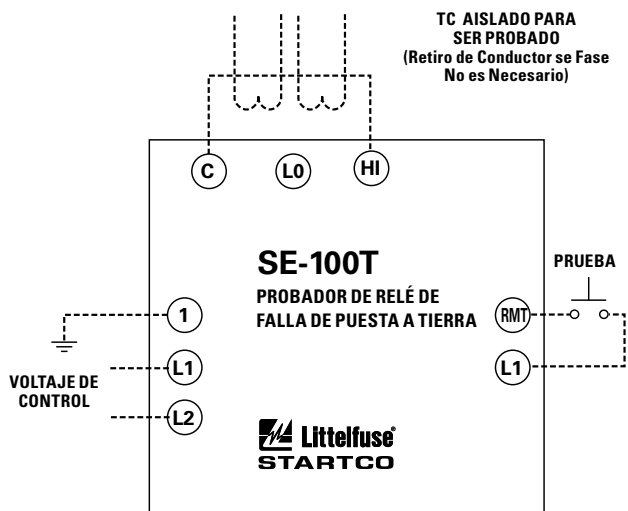 TC AISLADO PARA
SER PROBADO
(Retiro de Conductor se Fase
No es Necesario)
C
L0
HI
SE-100T
PROBADOR DE RELÉ DE
FALLA DE PUESTA A TIERRA
PRUEBA
1
RMT
L1
L1
VOLTAJE DE
CONTROL
L2
Littelfuse®
STARTCO